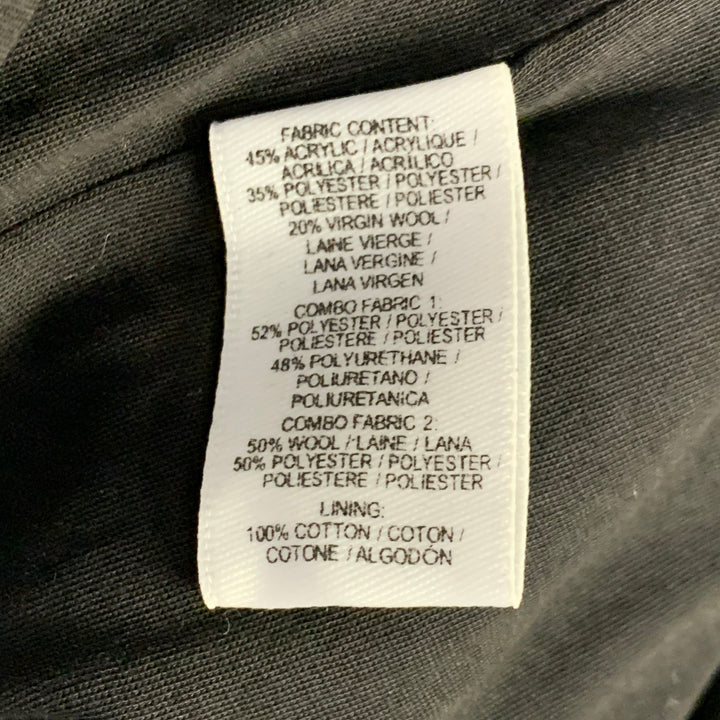 FABRIC CONTENT:
45% ACRYLIC / ACRYLIQUE /
ACRILICA / ACRÍLICO
35% POLYESTER / POLYESTER /
POLIESTERE / POLIESTER
20% VIRGIN WOOL /
LAINE VIERGE /
LANA VERGINE /
LANA VIRGEN
COMBO FABRIC 1:
52% POLYESTER / POLYESTER /
POLIESTERE / POLIESTER
48% POLYURETHANE /
POLIURETANO /
POLIURETANICA
COMBO FABRIC 2:
50% WOOL / LAINE / LANA
50% POLYESTER / POLYESTER /
POLIESTERE / POLIESTER
LINING:
100% COTTON / COTON /
COTONE / ALGODÓN